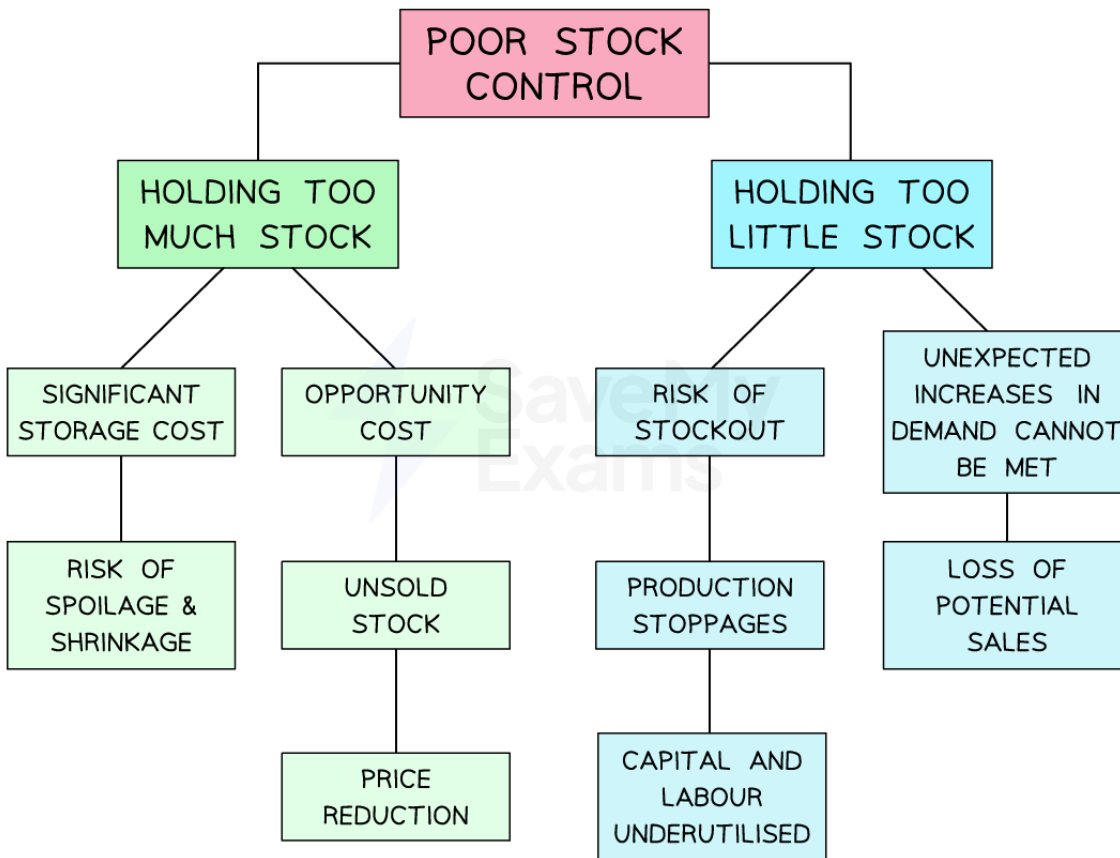 POOR STOCK
CONTROL
HOLDING TOO
MUCH STOCK
HOLDING TOO
LITTLE STOCK
SIGNIFICANT
STORAGE COST
OPPORTUNITY
COST
RISK OF
STOCKOUT
UNEXPECTED
INCREASES IN
DEMAND CANNOT
BE MET
SaveMy
Exams
RISK OF
SPOILAGE &
SHRINKAGE
UNSOLD
STOCK
PRODUCTION
STOPPAGES
LOSS OF
POTENTIAL
SALES
PRICE
REDUCTION
CAPITAL AND
LABOUR
UNDERUTILISED